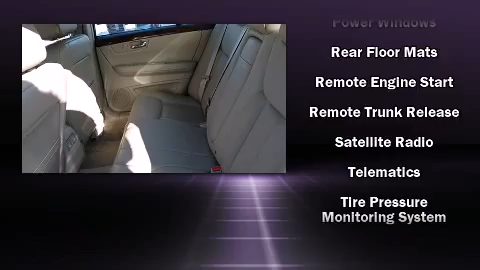 Power Windows
Rear Floor Mats
Remote Engine Start
Remote Trunk Release
Satellite Radio
Telematics
Tire Pressure
Monitoring System